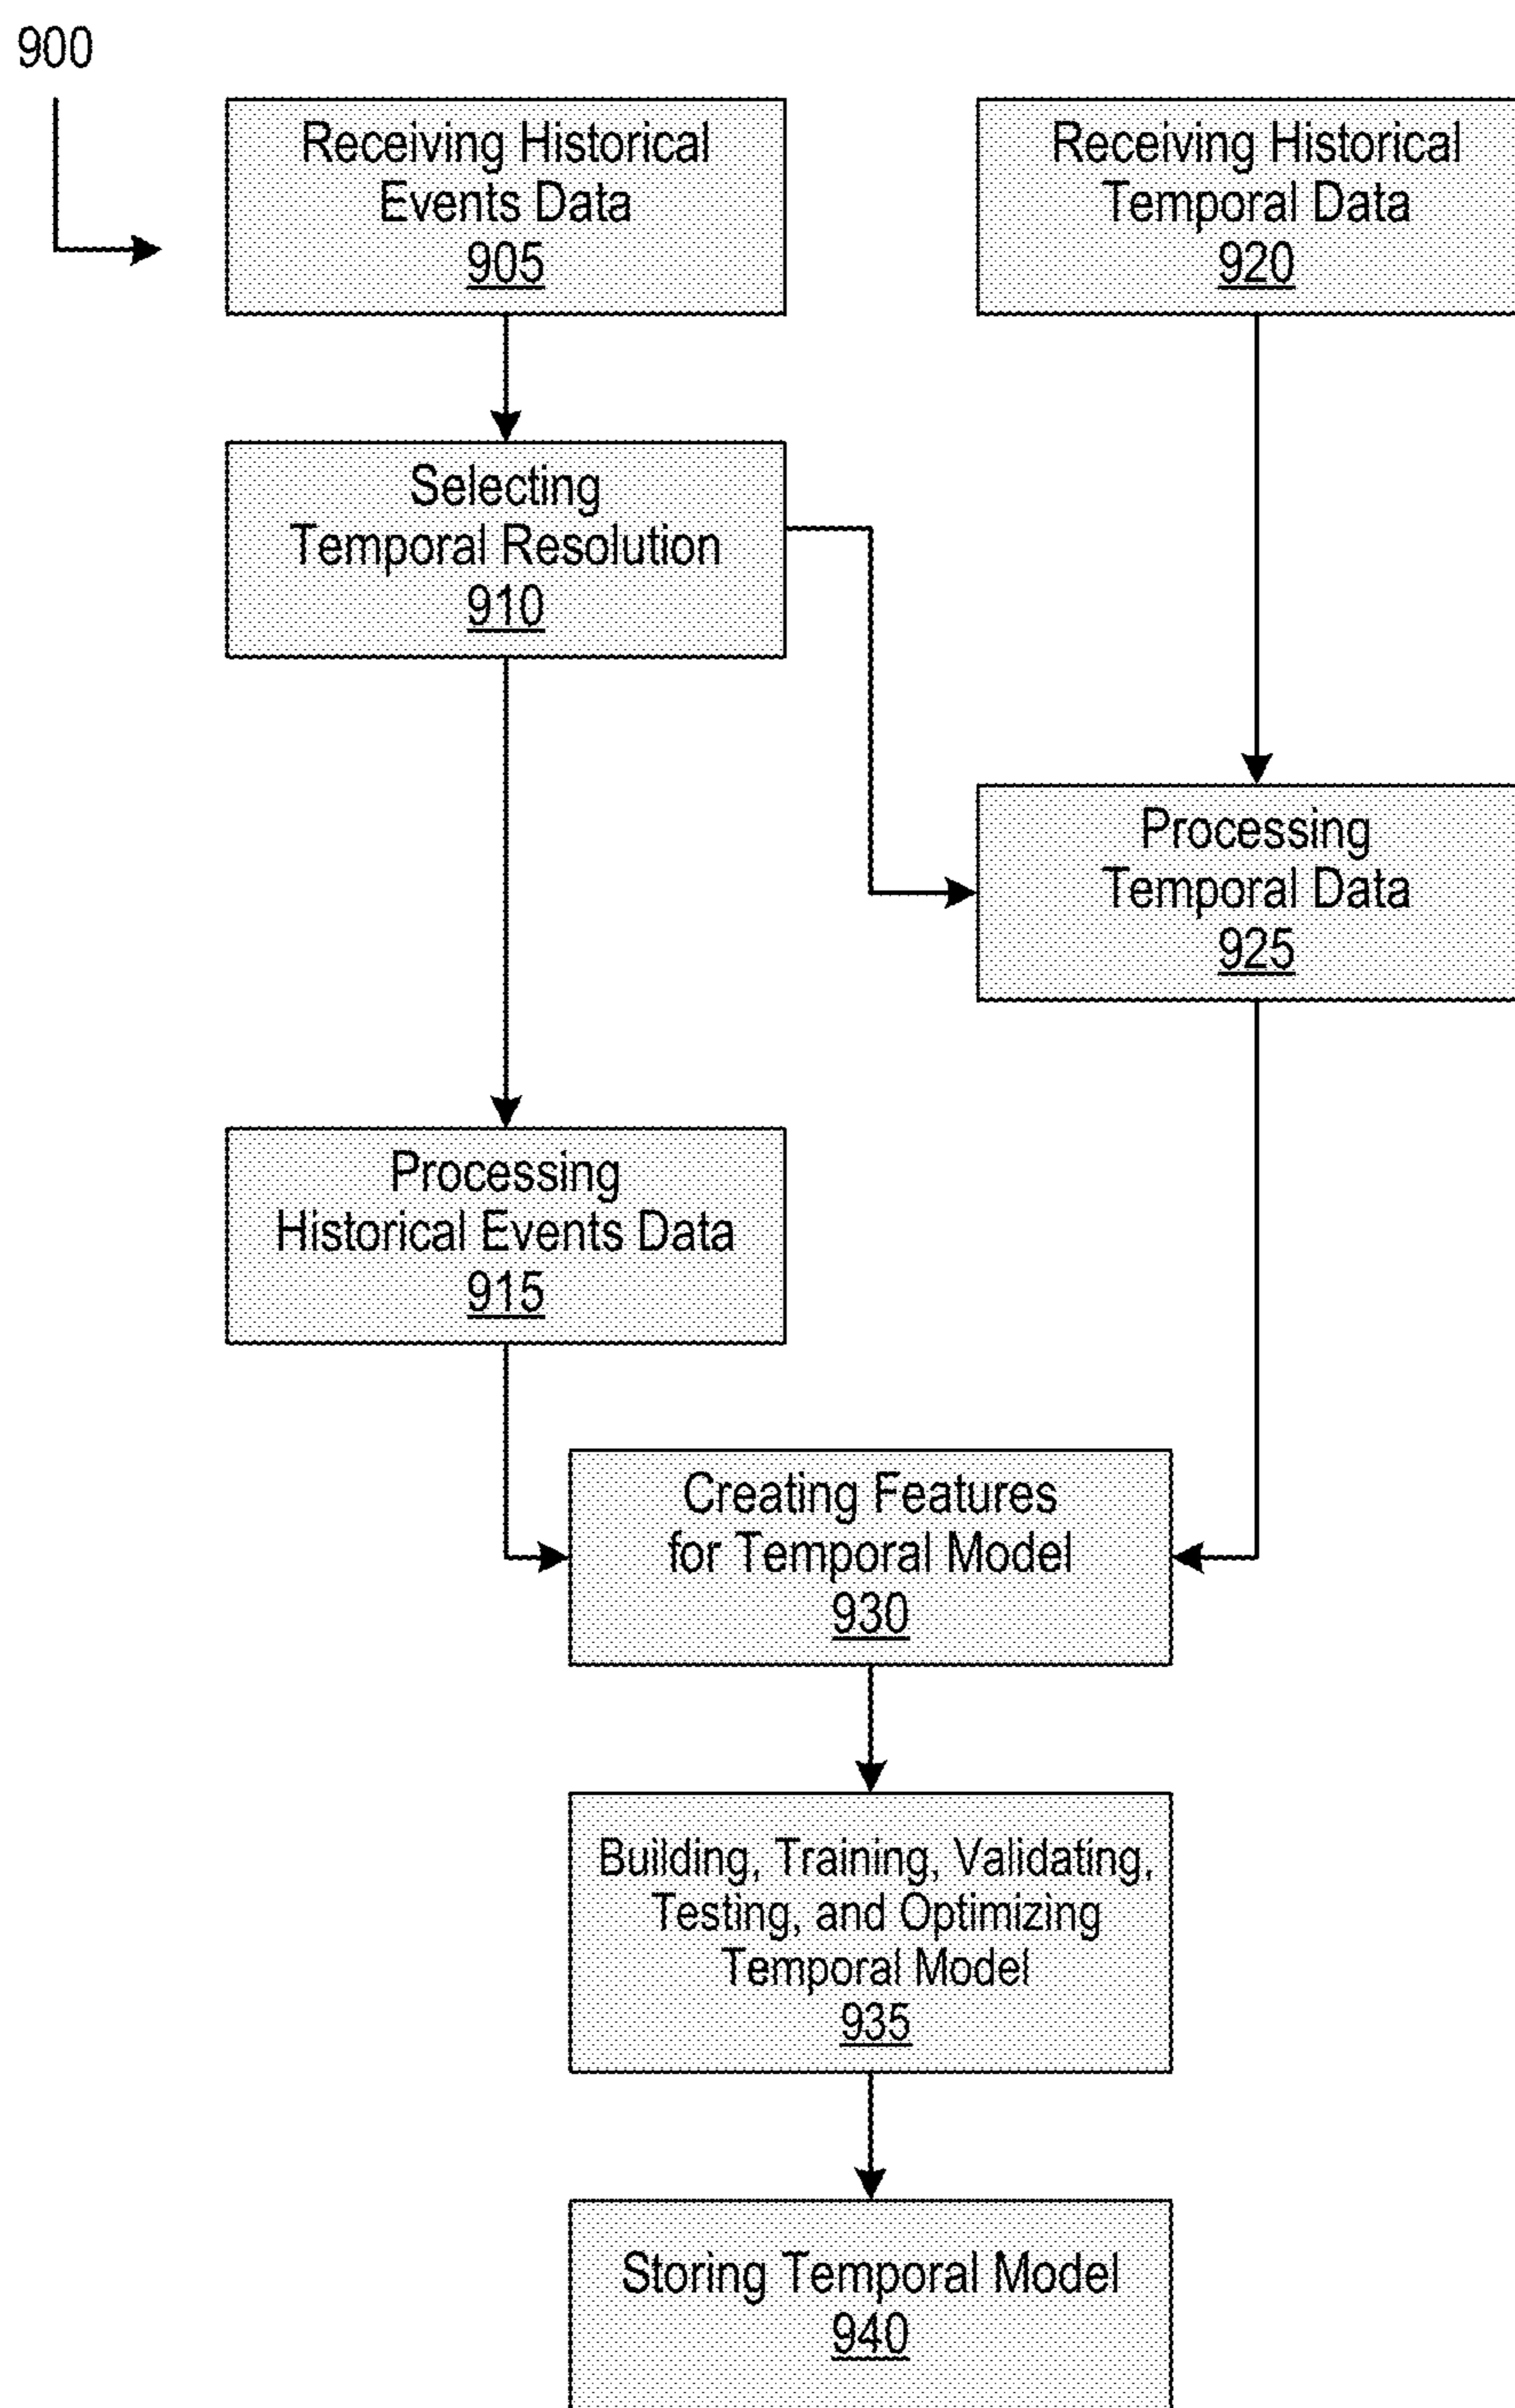 900
Receiving Historical
Events Data
905
Receiving Historical
Temporal Data
920
Selecting
Temporal Resolution
910
Processing
Temporal Data
925
Processing
Historical Events Data
915
Creating Features
for Temporal Model
930
Building, Training, Validating,
Testing, and Optimizing
Temporal Model
935
Storing Temporal Model
940